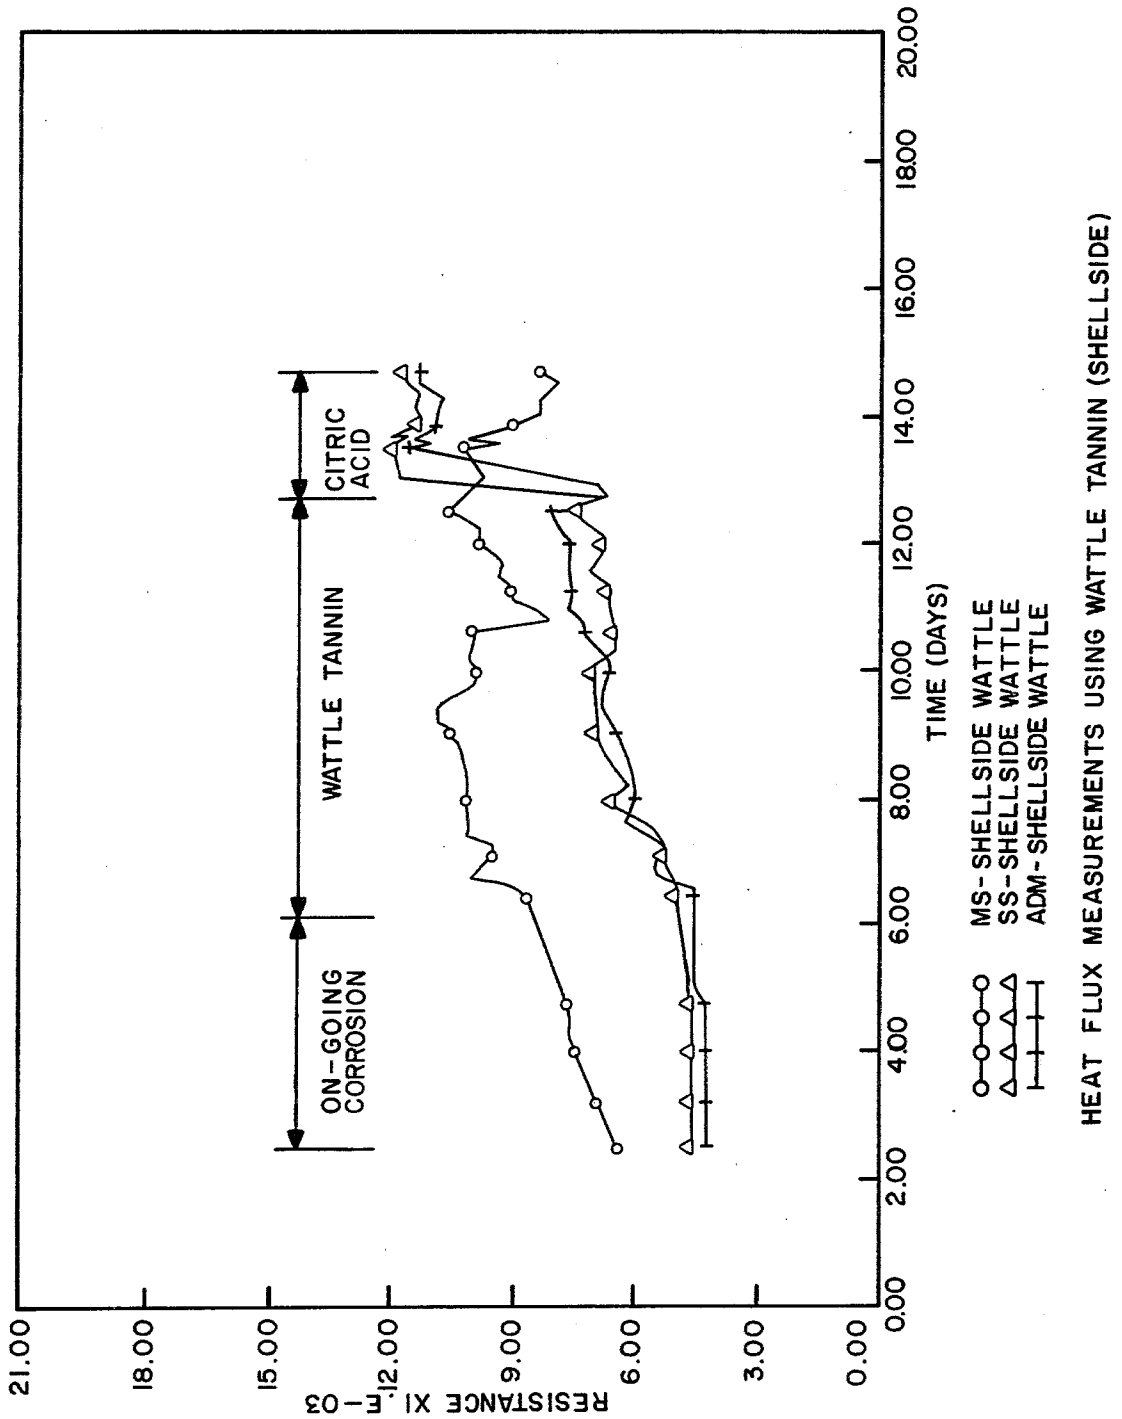 21.00
18.00
15.00
12.00
9.00
6.00
3.00
0.00
RESISTANCE X1.E-03
ON-GOING
CORROSION
WATTLE TANNIN
CITRIC
ACID
0.00
2.00
4.00
6.00
8.00
10.00
12.00
14.00
16.00
18.00
20.00
TIME (DAYS)
MS-SHELLSIDE WATTLE
SS-SHELLSIDE WATTLE
ADM-SHELLSIDE WATTLE
HEAT FLUX MEASUREMENTS USING WATTLE TANNIN (SHELLSIDE)